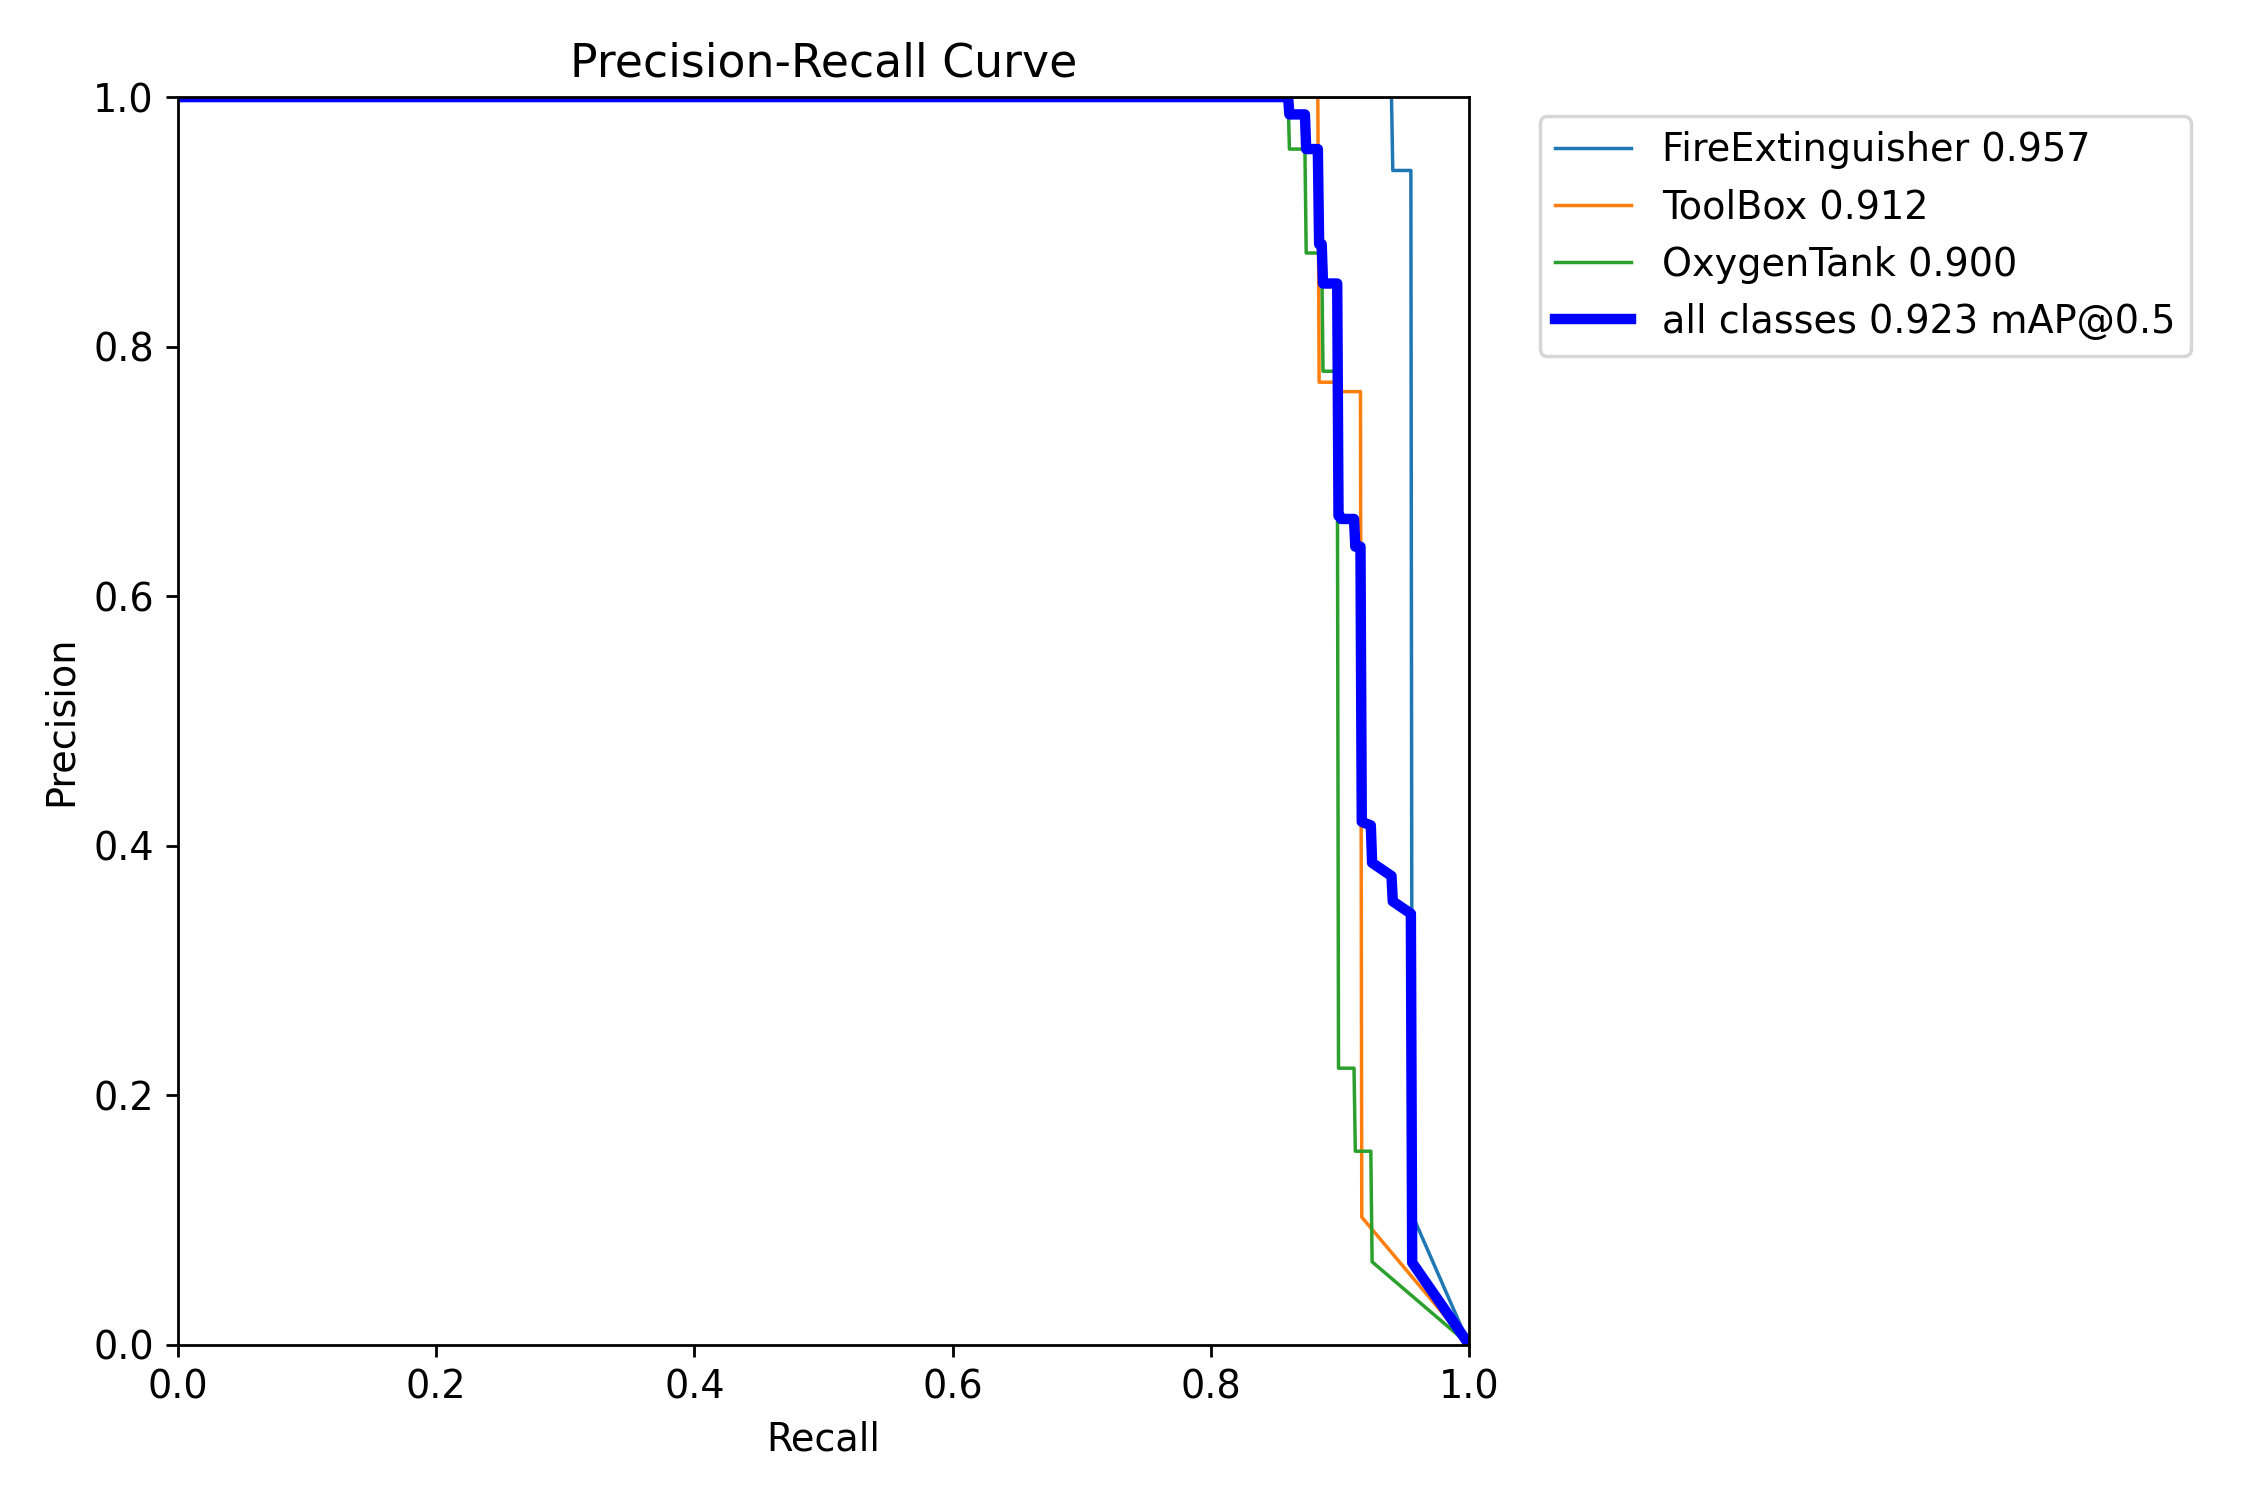 Precision-Recall Curve
1.0
0.8
0.6
0.4
0.2
0.0
Precision
0.0 0.2 0.4 0.6 0.8 1.0
Recall
FireExtinguisher 0.957
ToolBox 0.912
OxygenTank 0.900
all classes 0.923 mAP@0.5